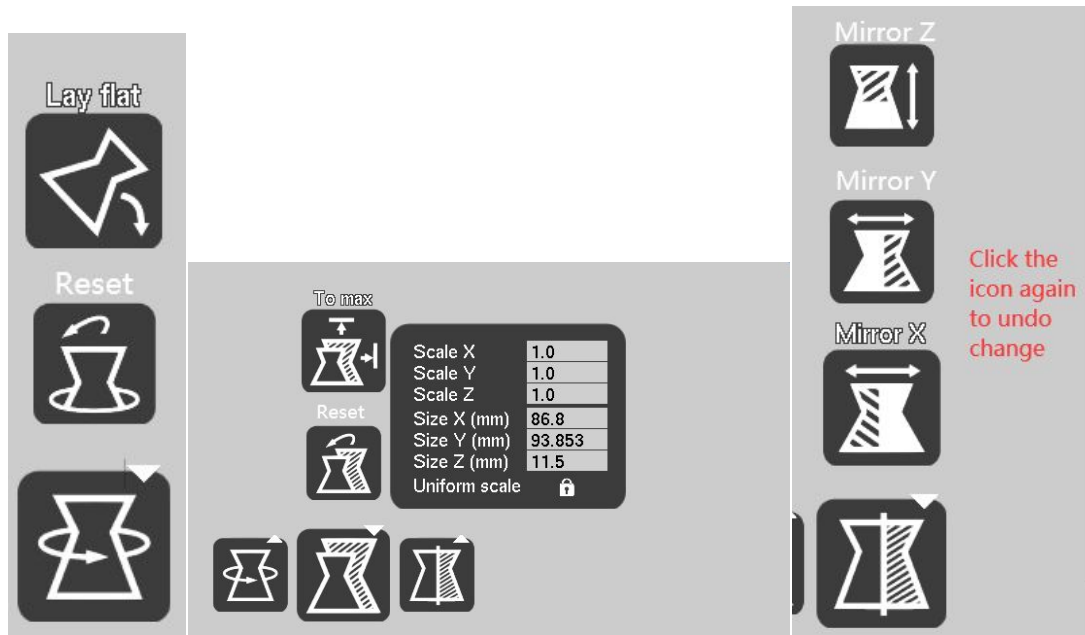 Lay flat
Reset
To max
Reset
Scale X 1.0
Scale Y 1.0
Scale Z 1.0
Size X (mm) 86.8
Size Y (mm) 93.853
Size Z (mm) 11.5
Uniform scale
Mirror Z
Mirror Y
Mirror X
Click the
icon again
to undo
change